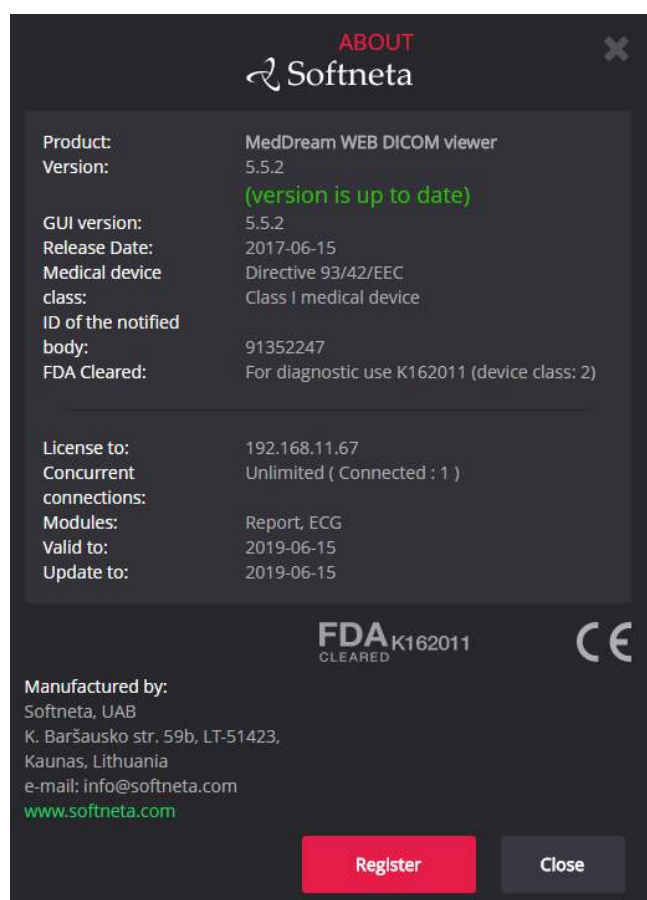 ABOUT
Softneta
Product: MedDream WEB DICOM viewer
Version: 5.5.2
(version is up to date)
GUI version: 5.5.2
Release Date: 2017-06-15
Medical device Directive 93/42/EEC
class: Class I medical device
ID of the notified
body: 91352247
FDA Cleared: For diagnostic use K162011 (device class: 2)
License to: 192.168.11.67
Concurrent Unlimited ( Connected : 1 )
connections:
Modules: Report, ECG
Valid to: 2019-06-15
Update to: 2019-06-15
FDA K162011
CLEARED
CE
Manufactured by:
Softneta, UAB
K. Baršausko str. 59b, LT-51423,
Kaunas, Lithuania
e-mail: info@softneta.com
www.softneta.com
Register Close